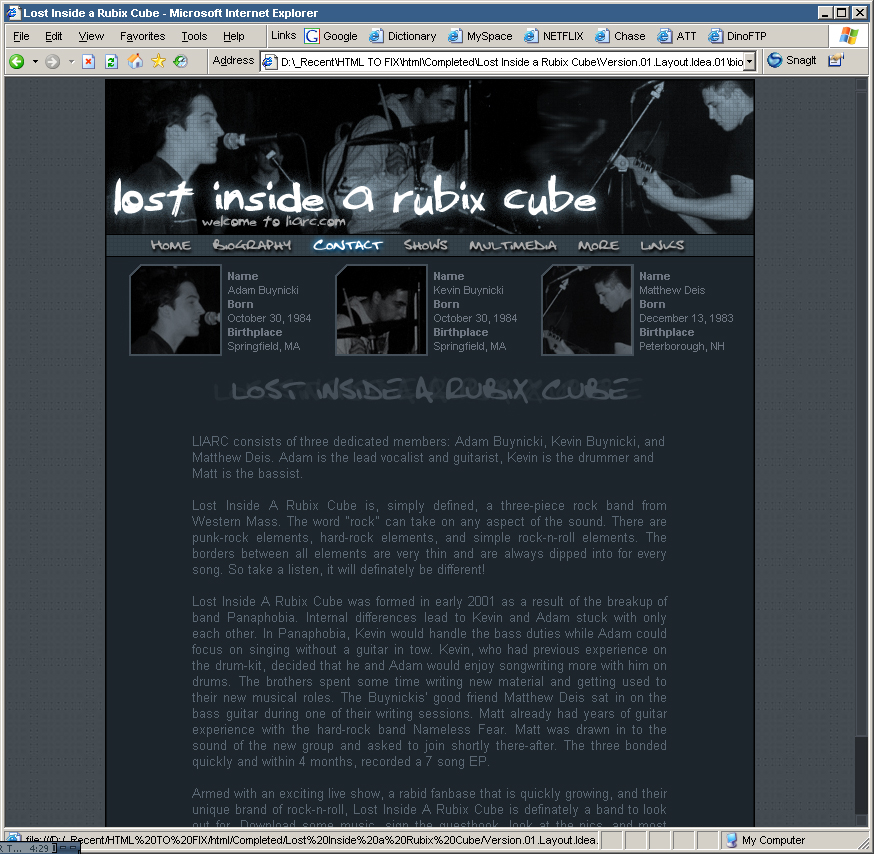 Lost Inside a Rubix Cube - Microsoft Internet Explorer
File Edit View Favorites Tools Help Links Google Dictionary MySpace NETFLIX Chase ATT DinoFTP
Address D:\_Recent\HTML TO FIX\html\Completed\Lost Inside a Rubix Cube\Version.01.Layout.Idea.01\bio SnagIt
lost inside a rubix cube
welcome to liarc.com
HOME BIOGRAPHY CONTACT SHOWS MULTIMEDIA MORE LINKS
Name Name Name
Adam Buynicki Kevin Buynicki Matthew Deis
Born Born Born
October 30, 1984 October 30, 1984 December 13, 1983
Birthplace Birthplace Birthplace
Springfield, MA Springfield, MA Peterborough, NH
LOST INSIDE A RUBIX CUBE
LIARC consists of three dedicated members: Adam Buynicki, Kevin Buynicki, and
Matthew Deis. Adam is the lead vocalist and guitarist, Kevin is the drummer and
Matt is the bassist.
Lost Inside A Rubix Cube is, simply defined, a three-piece rock band from
Western Mass. The word "rock" can take on any aspect of the sound. There are
punk-rock elements, hard-rock elements, and simple rock-n-roll elements. The
borders between all elements are very thin and are always dipped into for every
song. So take a listen, it will definately be different!
Lost Inside A Rubix Cube was formed in early 2001 as a result of the breakup of
band Panaphobia. Internal differences lead to Kevin and Adam stuck with only
each other. In Panaphobia, Kevin would handle the bass duties while Adam could
focus on singing without a guitar in tow. Kevin, who had previous experience on
the drum-kit, decided that he and Adam would enjoy songwriting more with him on
drums. The brothers spent some time writing new material and getting used to
their new musical roles. The Buynickis' good friend Matthew Deis sat in on the
bass guitar during one of their writing sessions. Matt already had years of guitar
experience with the hard-rock band Nameless Fear. Matt was drawn in to the
sound of the new group and asked to join shortly there-after. The three bonded
quickly and within 4 months, recorded a 7 song EP.
Armed with an exciting live show, a rabid fanbase that is quickly growing, and their
unique brand of rock-n-roll, Lost Inside A Rubix Cube is definately a band to look
out for. Download some music, sign the guestbook, look at the pics, and most
file:///D:/_Recent/HTML%20TO%20FIX/html/Completed/Lost%20Inside%20a%20Rubix%20Cube/Version.01.Layout.Idea. My Computer
R T... 4:29